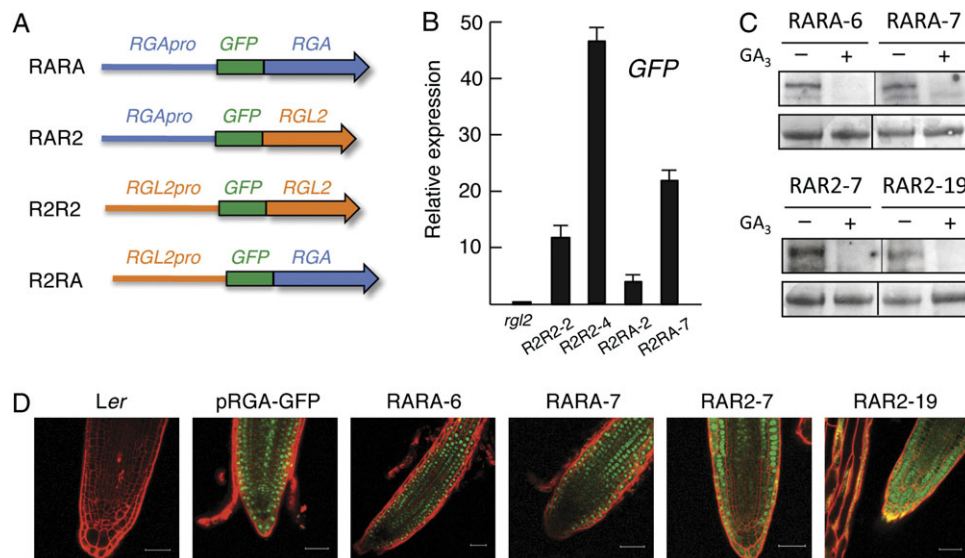 A
RGApro GFP RGA
RARA
RGApro GFP RGL2
RAR2
RGL2pro GFP RGL2
R2R2
RGL2pro GFP RGA
R2RA
B
50
40
30
20
10
Relative expression
GFP
rgl2
R2R2-2
R2R2-4
R2RA-2
R2RA-7
C
RARA-6 RARA-7
GA3 − + − +
RAR2-7 RAR2-19
GA3 − + − +
D
Ler pRGA-GFP RARA-6 RARA-7 RAR2-7 RAR2-19